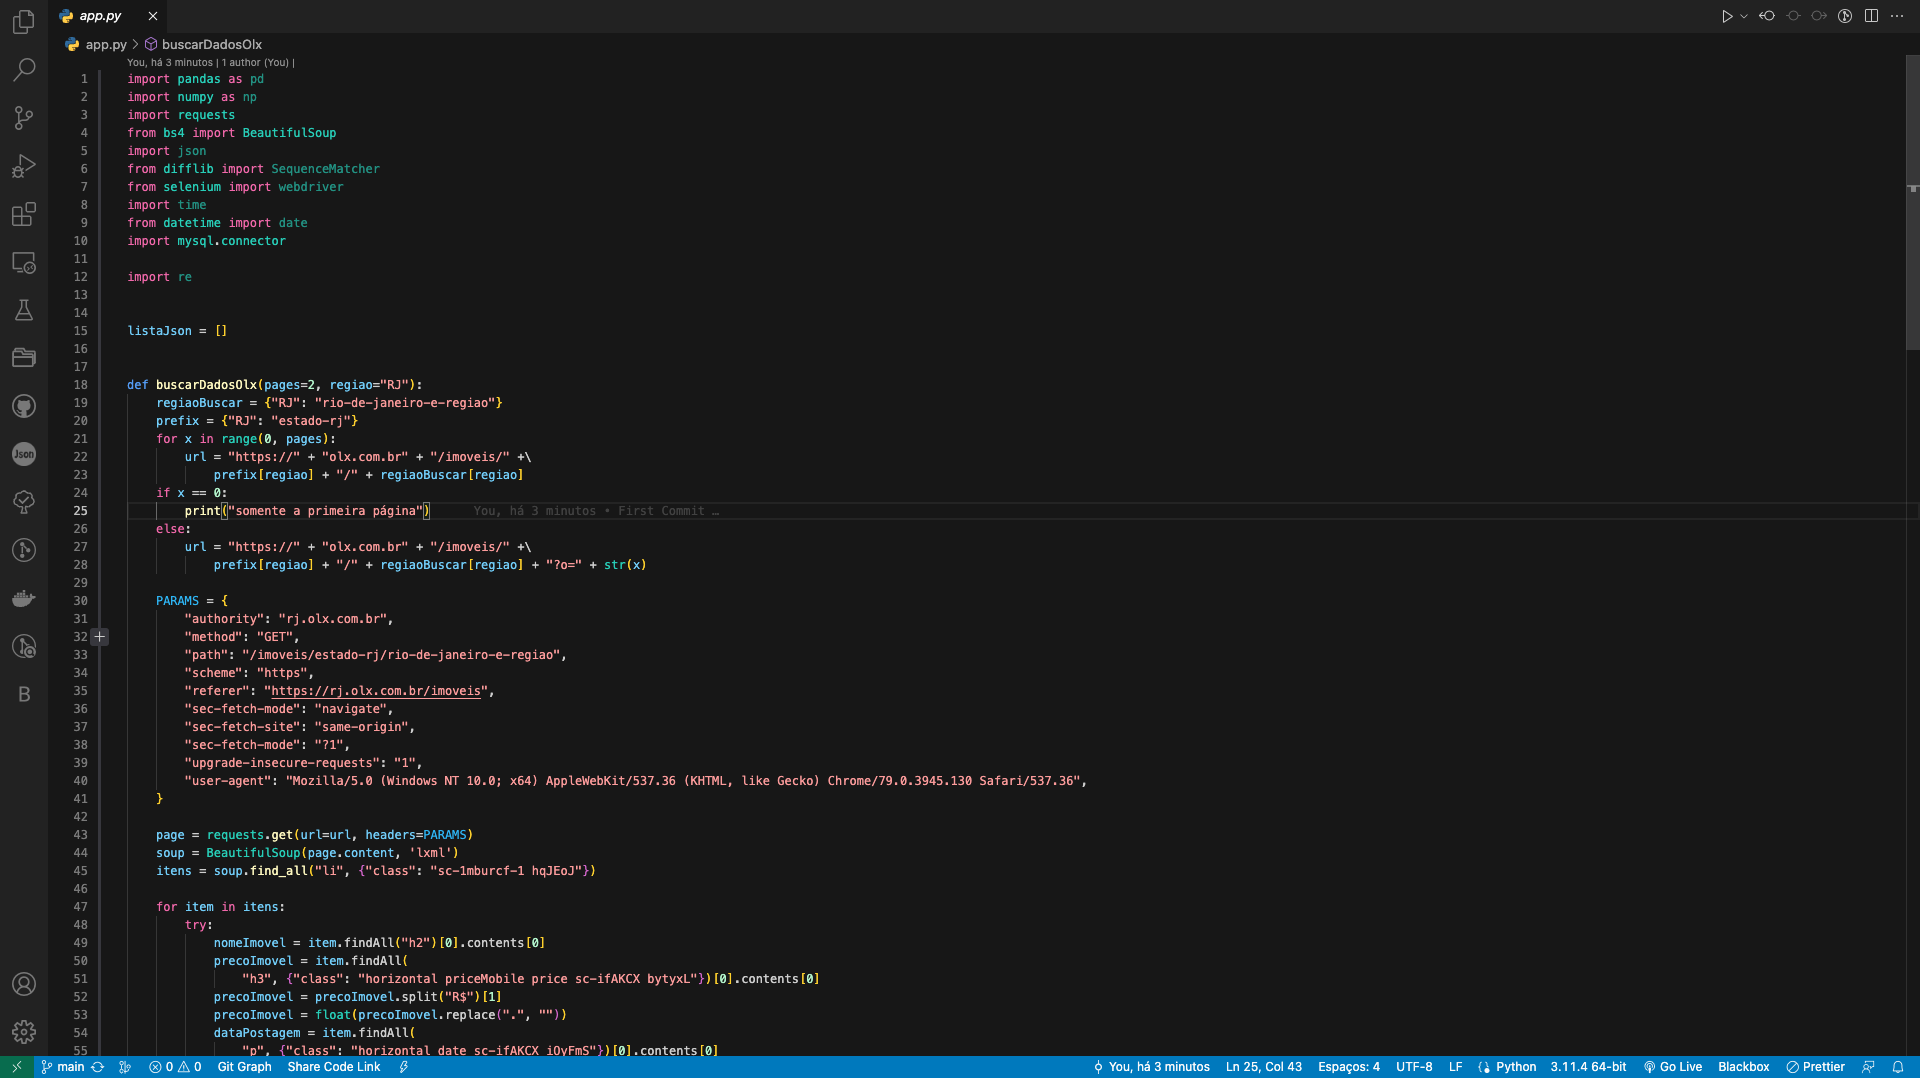 app.py
app.py > buscarDadosOlx
You, há 3 minutos | 1 author (You) |
1 import pandas as pd
2 import numpy as np
3 import requests
4 from bs4 import BeautifulSoup
5 import json
6 from difflib import SequenceMatcher
7 from selenium import webdriver
8 import time
9 from datetime import date
10 import mysql.connector
11
12 import re
13
14
15 listaJson = []
16
17
18 def buscarDadosOlx(pages=2, regiao="RJ"):
19     regiaoBuscar = {"RJ": "rio-de-janeiro-e-regiao"}
20     prefix = {"RJ": "estado-rj"}
21     for x in range(0, pages):
22         url = "https://" + "olx.com.br" + "/imoveis/" +\
23             prefix[regiao] + "/" + regiaoBuscar[regiao]
24     if x == 0:
25         print("somente a primeira página")     You, há 3 minutos • First Commit …
26     else:
27         url = "https://" + "olx.com.br" + "/imoveis/" +\
28             prefix[regiao] + "/" + regiaoBuscar[regiao] + "?o=" + str(x)
29
30     PARAMS = {
31         "authority": "rj.olx.com.br",
32         "method": "GET",
33         "path": "/imoveis/estado-rj/rio-de-janeiro-e-regiao",
34         "scheme": "https",
35         "referer": "https://rj.olx.com.br/imoveis",
36         "sec-fetch-mode": "navigate",
37         "sec-fetch-site": "same-origin",
38         "sec-fetch-mode": "?1",
39         "upgrade-insecure-requests": "1",
40         "user-agent": "Mozilla/5.0 (Windows NT 10.0; x64) AppleWebKit/537.36 (KHTML, like Gecko) Chrome/79.0.3945.130 Safari/537.36",
41     }
42
43     page = requests.get(url=url, headers=PARAMS)
44     soup = BeautifulSoup(page.content, 'lxml')
45     itens = soup.find_all("li", {"class": "sc-1mburcf-1 hqJEoJ"})
46
47     for item in itens:
48         try:
49             nomeImovel = item.findAll("h2")[0].contents[0]
50             precoImovel = item.findAll(
51                 "h3", {"class": "horizontal priceMobile price sc-ifAKCX bytyxL"})[0].contents[0]
52             precoImovel = precoImovel.split("R$")[1]
53             precoImovel = float(precoImovel.replace(".", ""))
54             dataPostagem = item.findAll(
55                 "p", {"class": "horizontal date sc-ifAKCX iOyFmS"})[0].contents[0]
Json
B
main 0 0 Git Graph Share Code Link You, há 3 minutos Ln 25, Col 43 Espaços: 4 UTF-8 LF Python 3.11.4 64-bit Go Live Blackbox Prettier